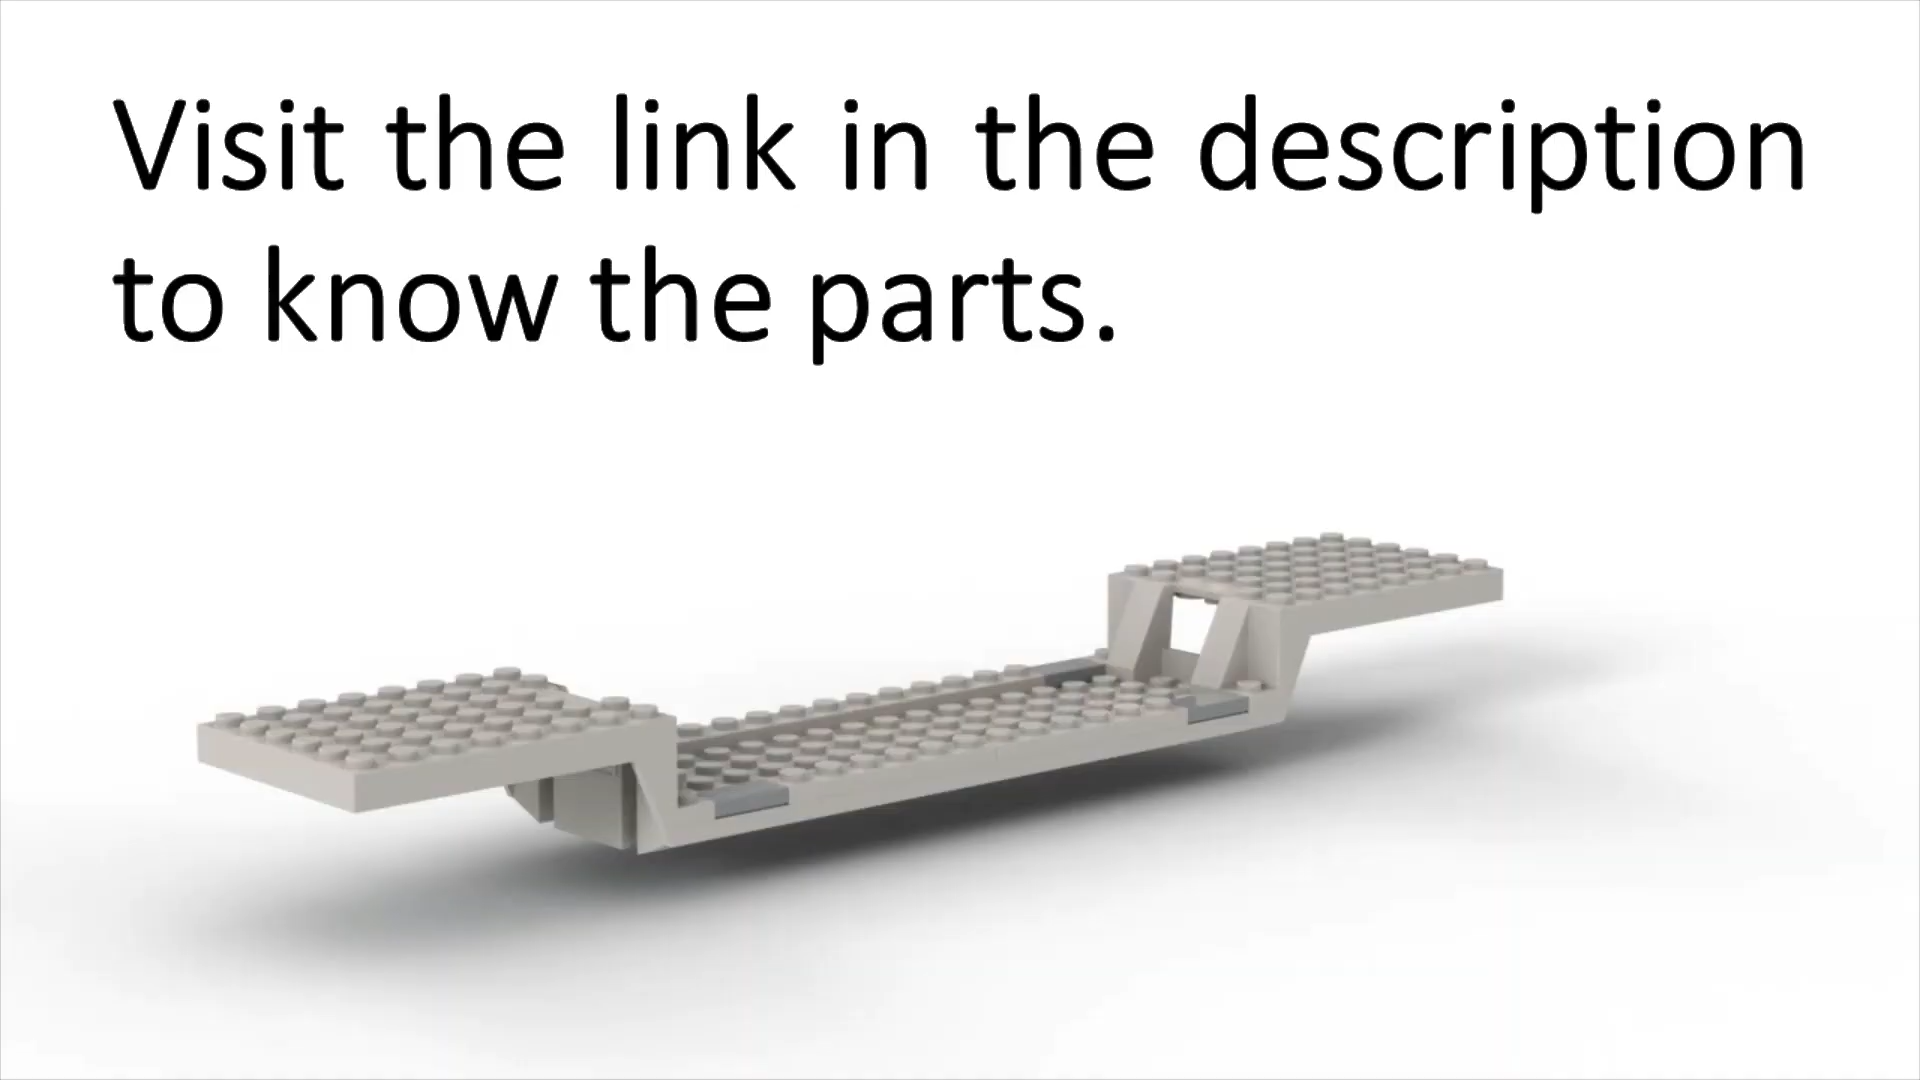 Visit the link in the description
to know the parts.